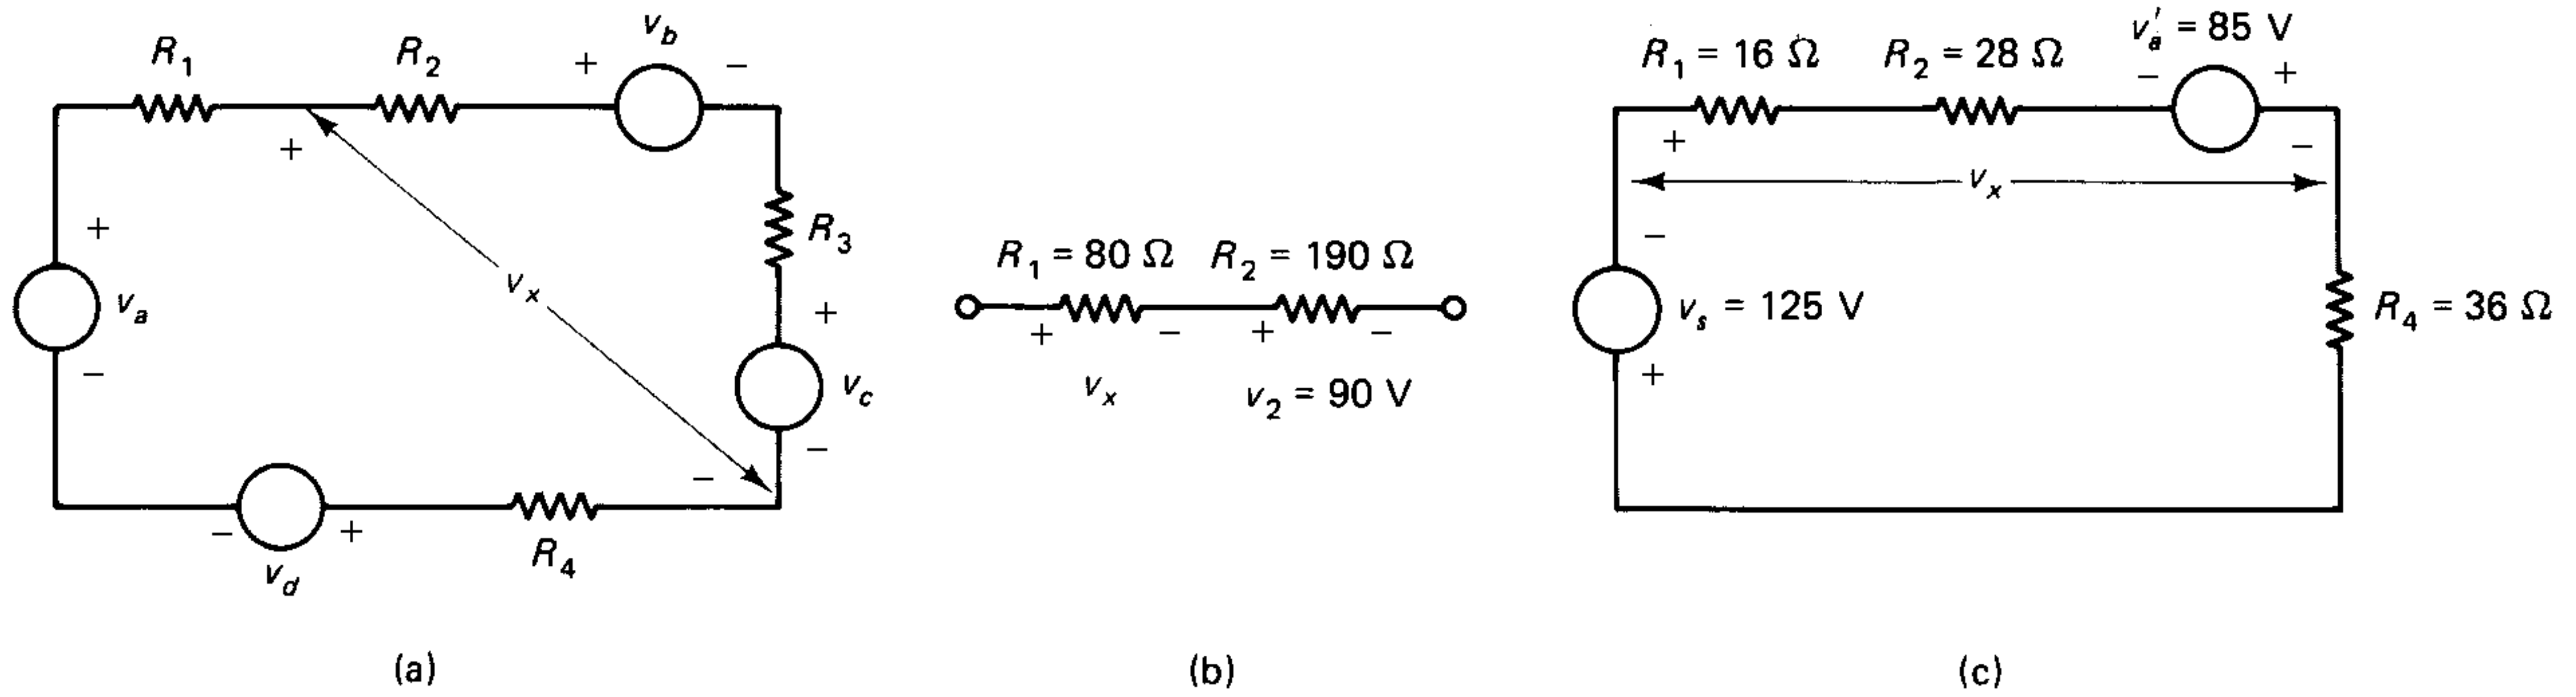 R1
R2
+ vb −
+
+
va
−
vx
R3
+
vc
−
−
− +
vd
R4
(a)
R1 = 80 Ω R2 = 190 Ω
+ − + −
vx v2 = 90 V
(b)
R1 = 16 Ω R2 = 28 Ω
v'a = 85 V
− +
+ −
vx
−
vs = 125 V
+
R4 = 36 Ω
(c)